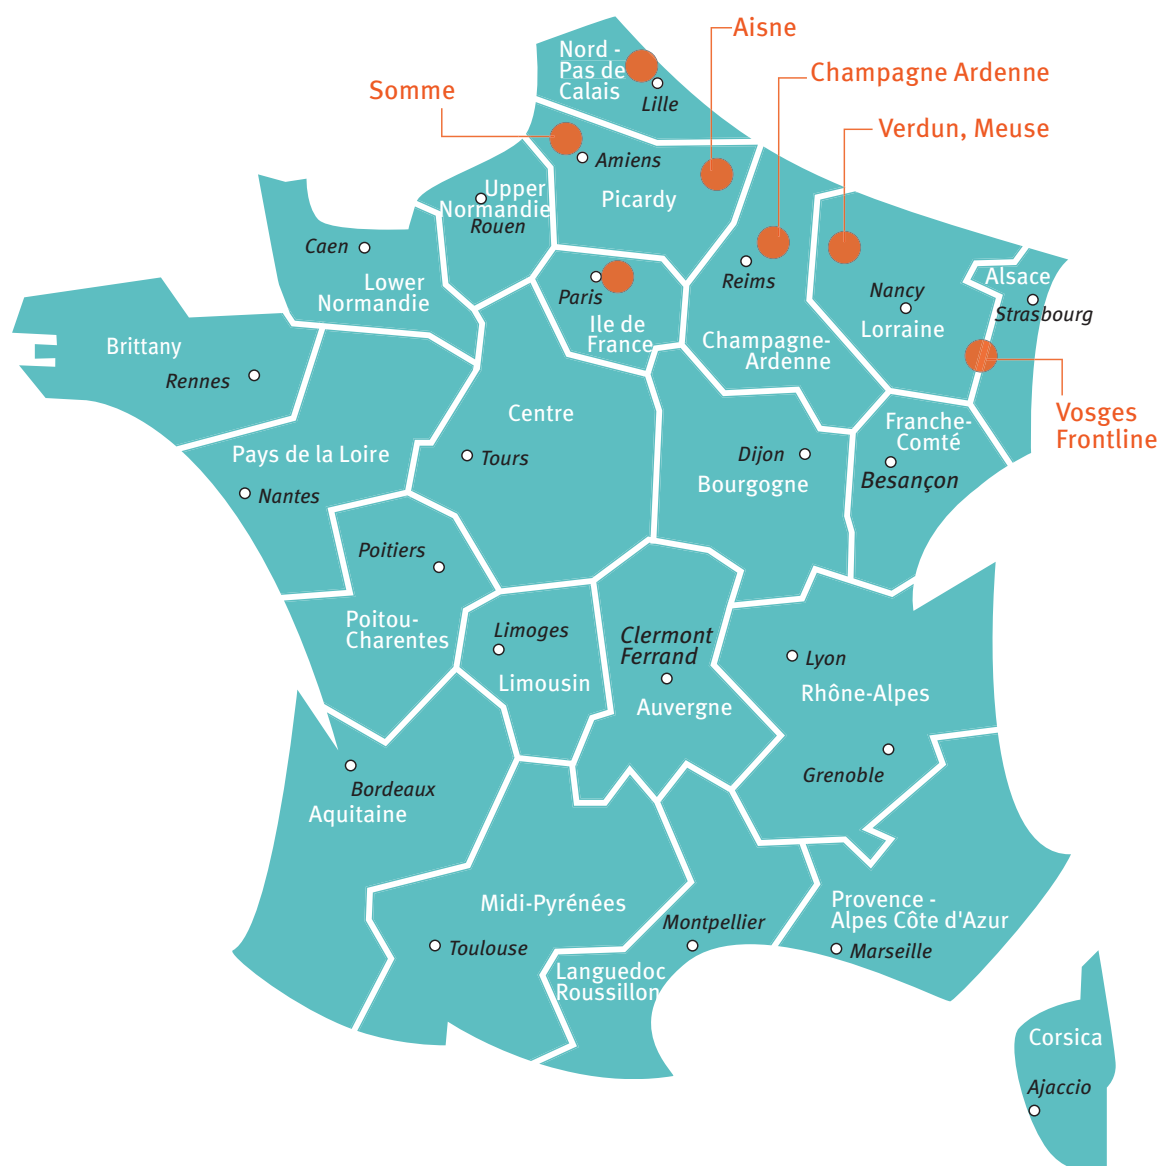 Aisne
Nord -
Pas de
Calais
Champagne Ardenne
Somme
Lille
Verdun, Meuse
Amiens
Upper
Normandie
Picardy
Rouen
Caen
Lower
Normandie
Paris
Reims
Alsace
Nancy
Strasbourg
Ile de
France
Lorraine
Champagne-
Ardenne
Brittany
Rennes
Vosges
Frontline
Centre
Franche-
Comté
Pays de la Loire
Tours
Dijon
Bourgogne
Besançon
Nantes
Poitiers
Poitou-
Charentes
Limoges
Limousin
Clermont
Ferrand
Auvergne
Lyon
Rhône-Alpes
Grenoble
Bordeaux
Aquitaine
Midi-Pyrénées
Toulouse
Montpellier
Languedoc
Roussillon
Provence -
Alpes Côte d'Azur
Marseille
Corsica
Ajaccio